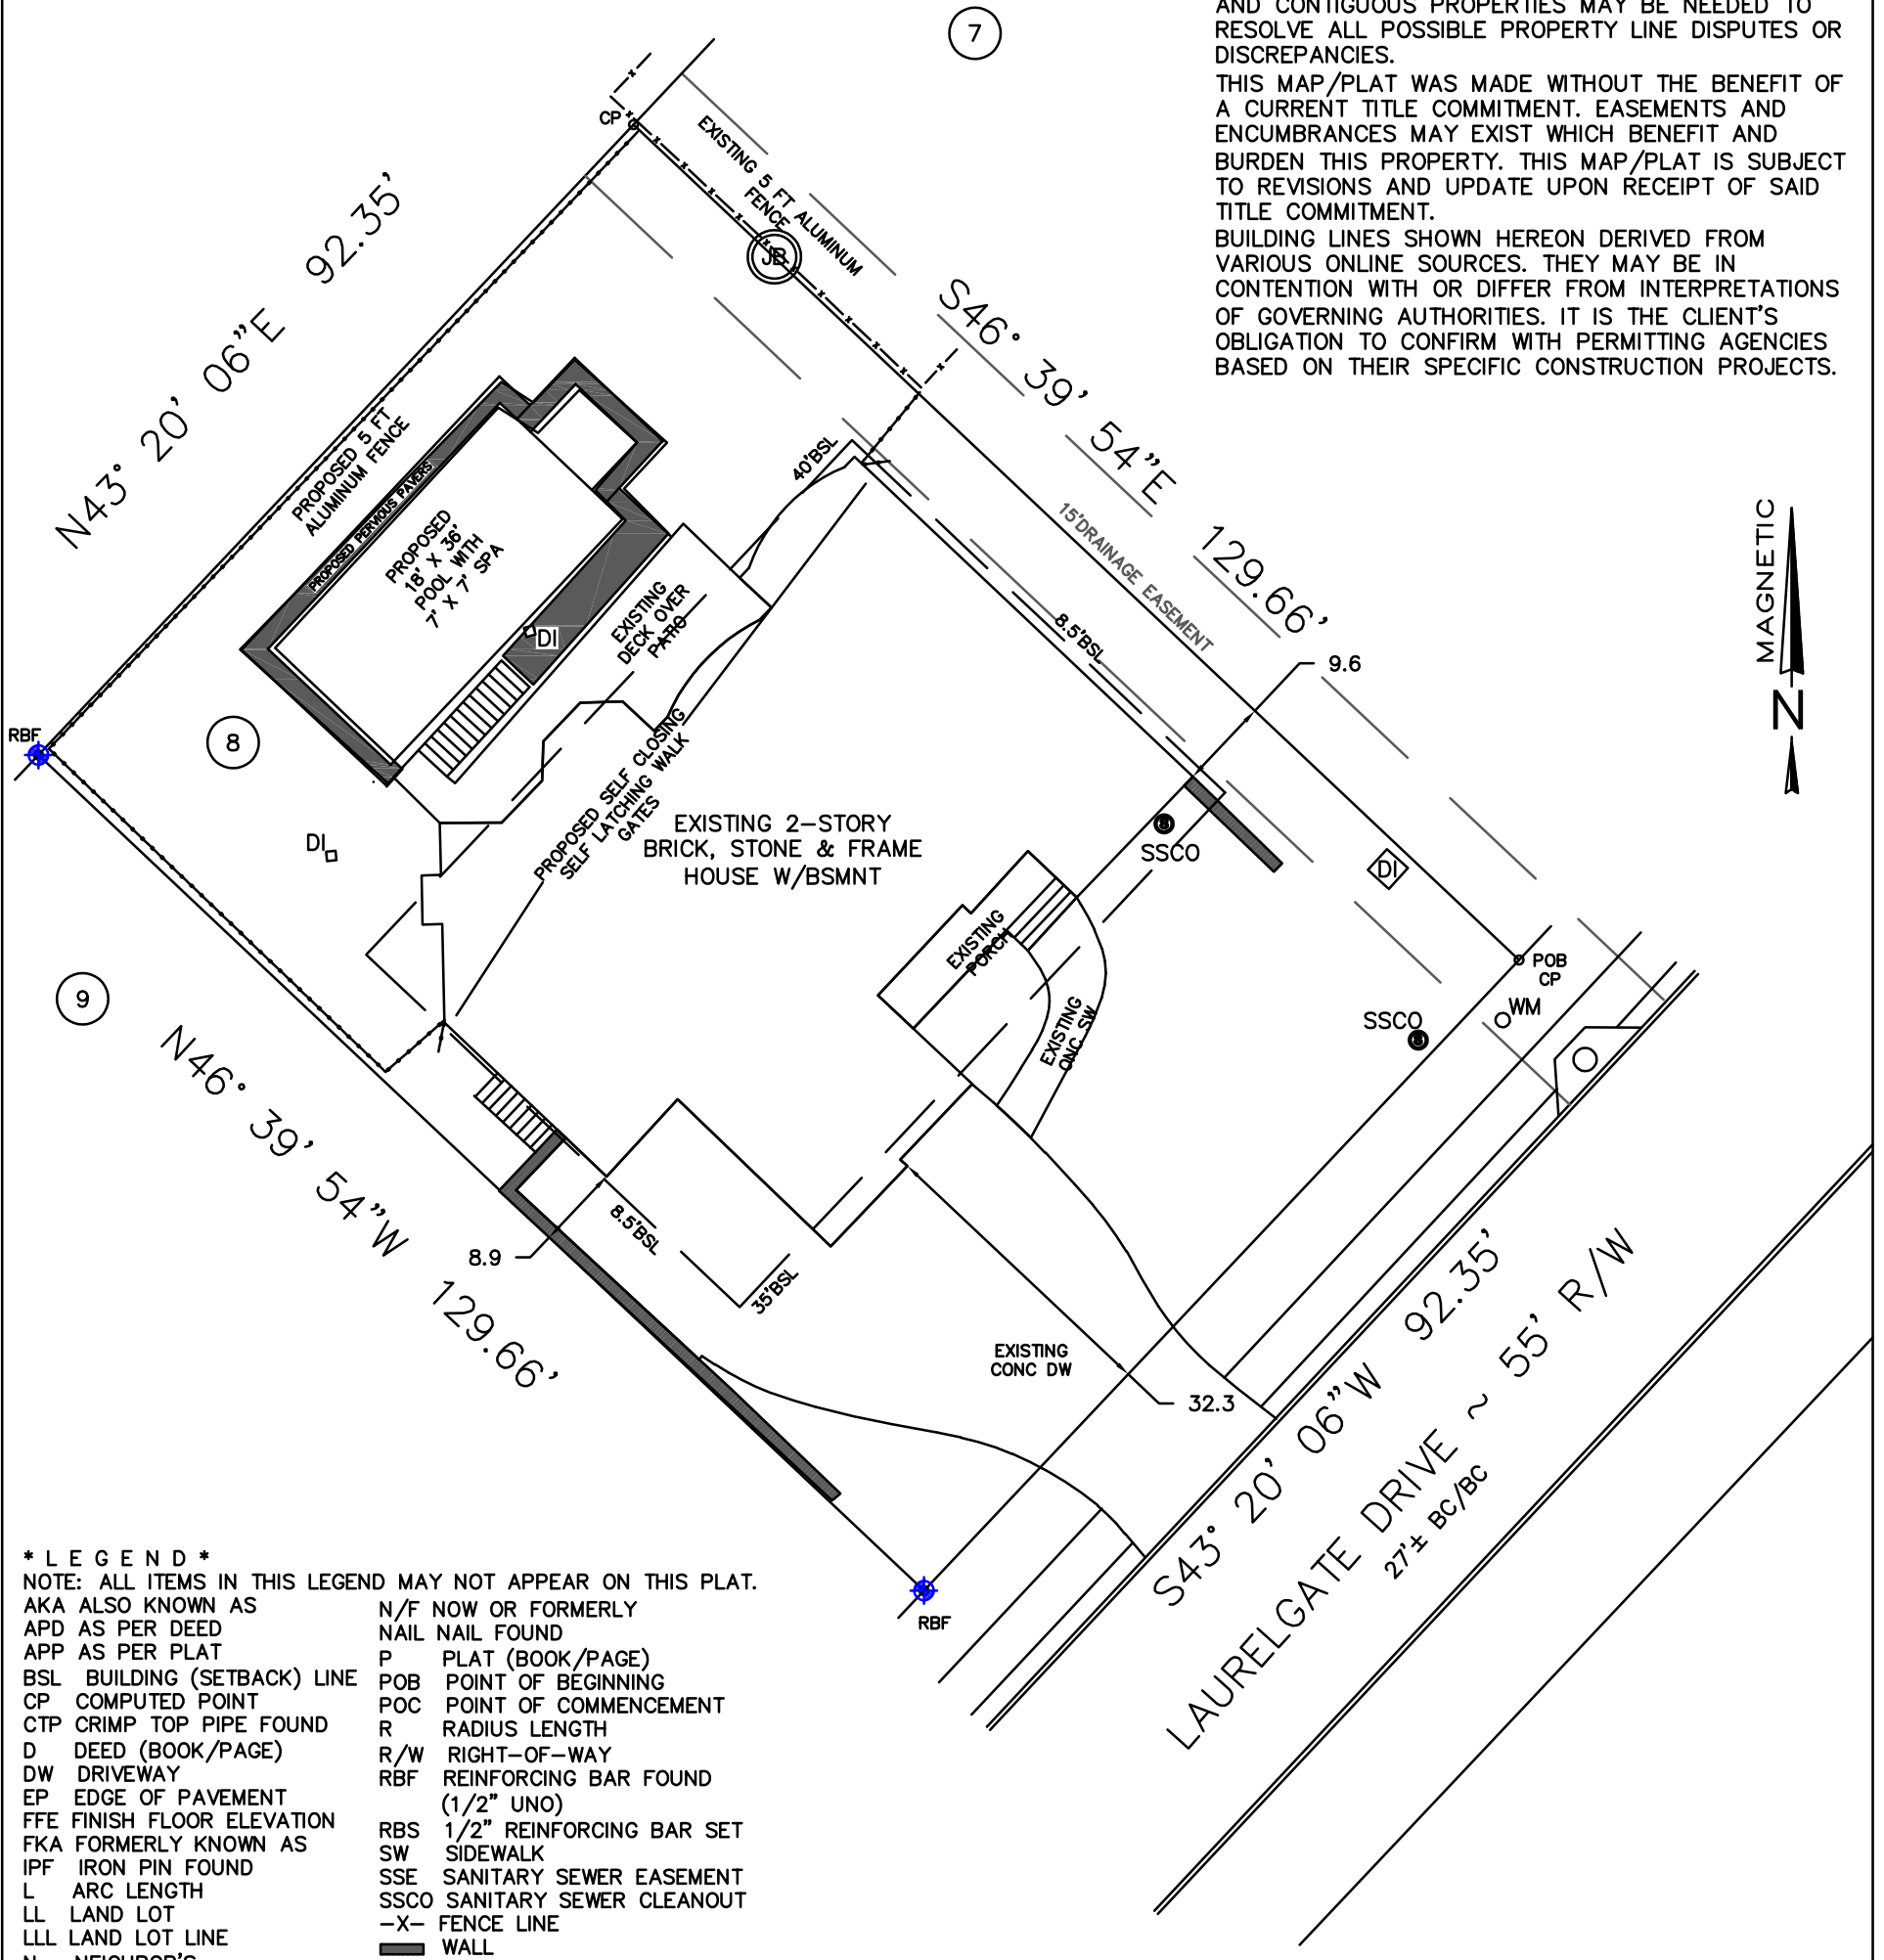 7
AND CONTIGUOUS PROPERTIES MAY BE NEEDED TO
RESOLVE ALL POSSIBLE PROPERTY LINE DISPUTES OR
DISCREPANCIES.
THIS MAP/PLAT WAS MADE WITHOUT THE BENEFIT OF
A CURRENT TITLE COMMITMENT. EASEMENTS AND
ENCUMBRANCES MAY EXIST WHICH BENEFIT AND
BURDEN THIS PROPERTY. THIS MAP/PLAT IS SUBJECT
TO REVISIONS AND UPDATE UPON RECEIPT OF SAID
TITLE COMMITMENT.
BUILDING LINES SHOWN HEREON DERIVED FROM
VARIOUS ONLINE SOURCES. THEY MAY BE IN
CONTENTION WITH OR DIFFER FROM INTERPRETATIONS
OF GOVERNING AUTHORITIES. IT IS THE CLIENT'S
OBLIGATION TO CONFIRM WITH PERMITTING AGENCIES
BASED ON THEIR SPECIFIC CONSTRUCTION PROJECTS.
CP
EXISTING 5 FT ALUMINUM
FENCE
JB
N43° 20' 06"E 92.35'
S46° 39' 54"E 129.66'
PROPOSED 5 FT
ALUMINUM FENCE
PROPOSED PERVIOUS PAVERS
PROPOSED
18' X 36'
POOL WITH
7' X 7' SPA
40'BSL
15'DRAINAGE EASEMENT
8.5'BSL
9.6
MAGNETIC
N
EXISTING
DECK OVER
PATIO
DI
RBF
8
DI
PROPOSED SELF CLOSING
SELF LATCHING WALK
GATES
EXISTING 2-STORY
BRICK, STONE & FRAME
HOUSE W/BSMNT
SSCO
DI
EXISTING
PORCH
POB
CP
WM
SSCO
9
EXISTING
ONC SW
N46° 39' 54"W 129.66'
8.5'BSL
8.9
35'BSL
EXISTING
CONC DW
32.3
S43° 20' 06"W 92.35'
LAURELGATE DRIVE ~ 55' R/W
27'± BC/BC
RBF
* L E G E N D *
NOTE: ALL ITEMS IN THIS LEGEND MAY NOT APPEAR ON THIS PLAT.
AKA ALSO KNOWN AS
APD AS PER DEED
APP AS PER PLAT
BSL BUILDING (SETBACK) LINE
CP COMPUTED POINT
CTP CRIMP TOP PIPE FOUND
D DEED (BOOK/PAGE)
DW DRIVEWAY
EP EDGE OF PAVEMENT
FFE FINISH FLOOR ELEVATION
FKA FORMERLY KNOWN AS
IPF IRON PIN FOUND
L ARC LENGTH
LL LAND LOT
LLL LAND LOT LINE
N NEIGHBOR'S
N/F NOW OR FORMERLY
NAIL NAIL FOUND
P PLAT (BOOK/PAGE)
POB POINT OF BEGINNING
POC POINT OF COMMENCEMENT
R RADIUS LENGTH
R/W RIGHT-OF-WAY
RBF REINFORCING BAR FOUND
(1/2" UNO)
RBS 1/2" REINFORCING BAR SET
SW SIDEWALK
SSE SANITARY SEWER EASEMENT
SSCO SANITARY SEWER CLEANOUT
-X- FENCE LINE
WALL